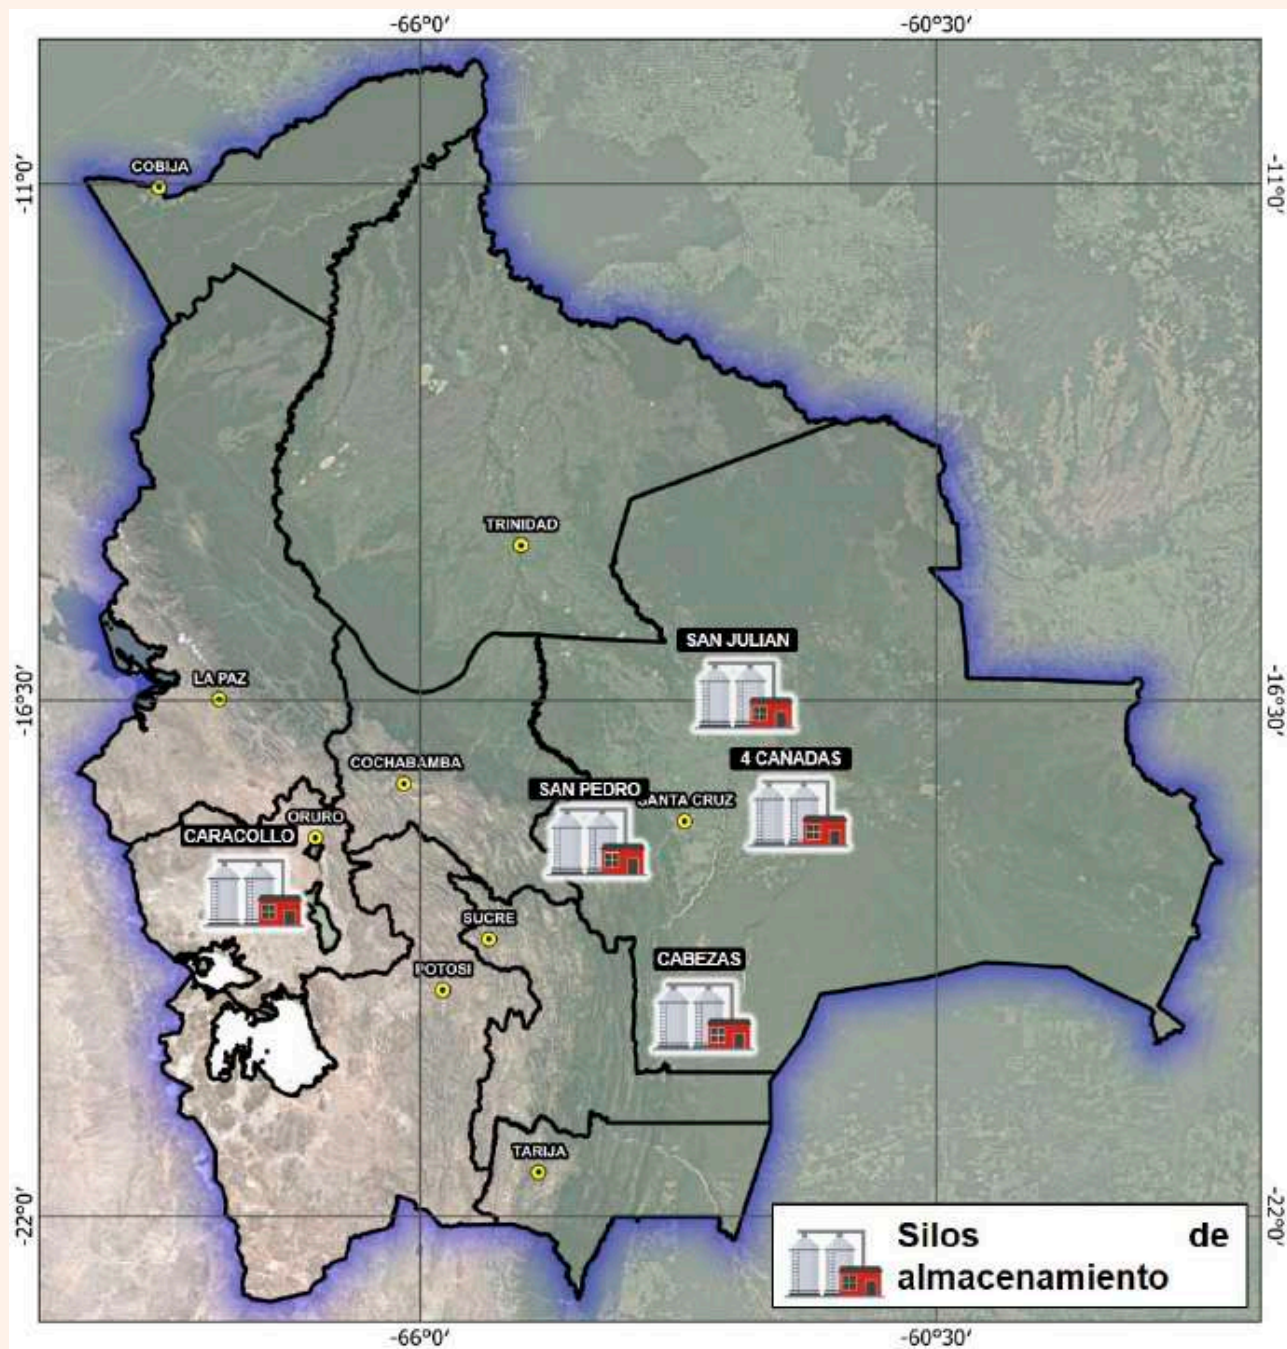 -66°0′
-60°30′
COBIJA
-11°0′
-11°0′
TRINIDAD
SAN JULIAN
LA PAZ
-16°30′
-16°30′
COCHABAMBA
4 CANADAS
SAN PEDRO
SANTA CRUZ
ORURO
CARACOLLO
SUCRE
CABEZAS
POTOSI
TARIJA
-22°0′
-22°0′
Silos de
almacenamiento
-66°0′
-60°30′